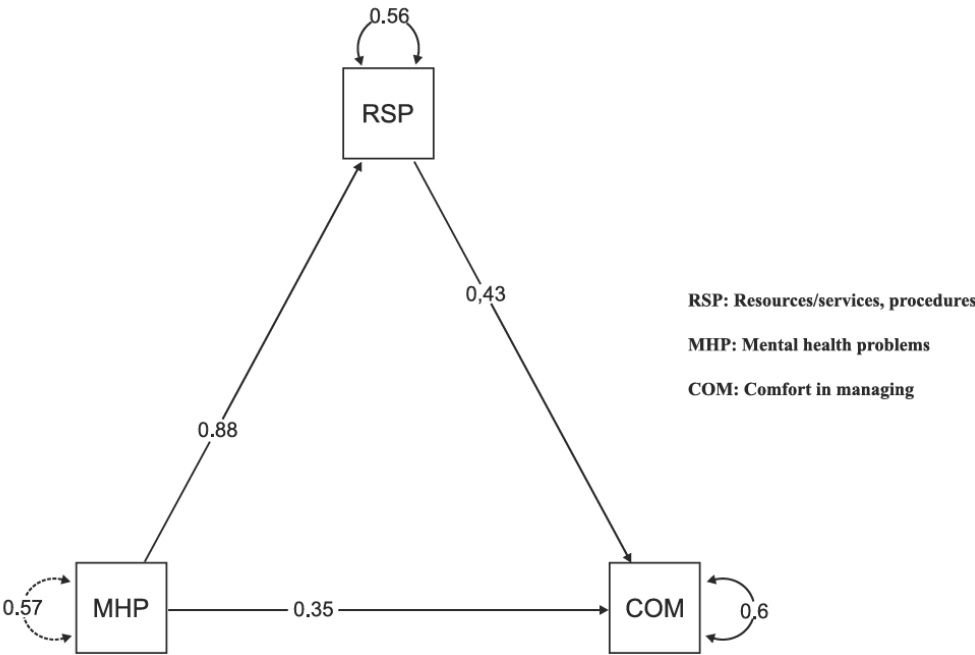 0.56
RSP
0,43
RSP: Resources/services, procedures
MHP: Mental health problems
COM: Comfort in managing
0.88
0.57
MHP
0.35
COM
0.6